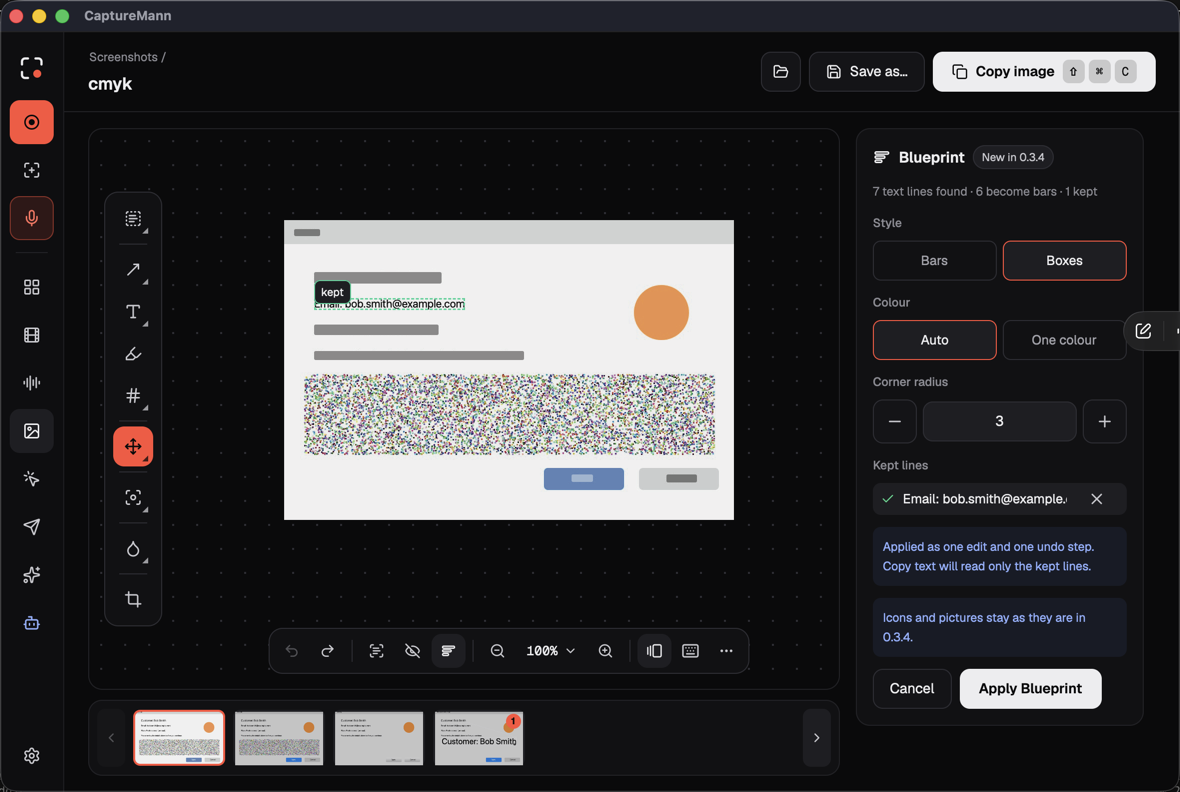 CaptureMann
Screenshots /
cmyk
Save as...
Copy image ⇧ ⌘ C
Blueprint New in 0.3.4
7 text lines found · 6 become bars · 1 kept
Style
Bars Boxes
Colour
Auto One colour
Corner radius
3
Kept lines
Email: bob.smith@example.
Applied as one edit and one undo step.
Copy text will read only the kept lines.
Icons and pictures stay as they are in
0.3.4.
Cancel Apply Blueprint
kept
Email: bob.smith@example.com
100%
1
Customer: Bob Smith